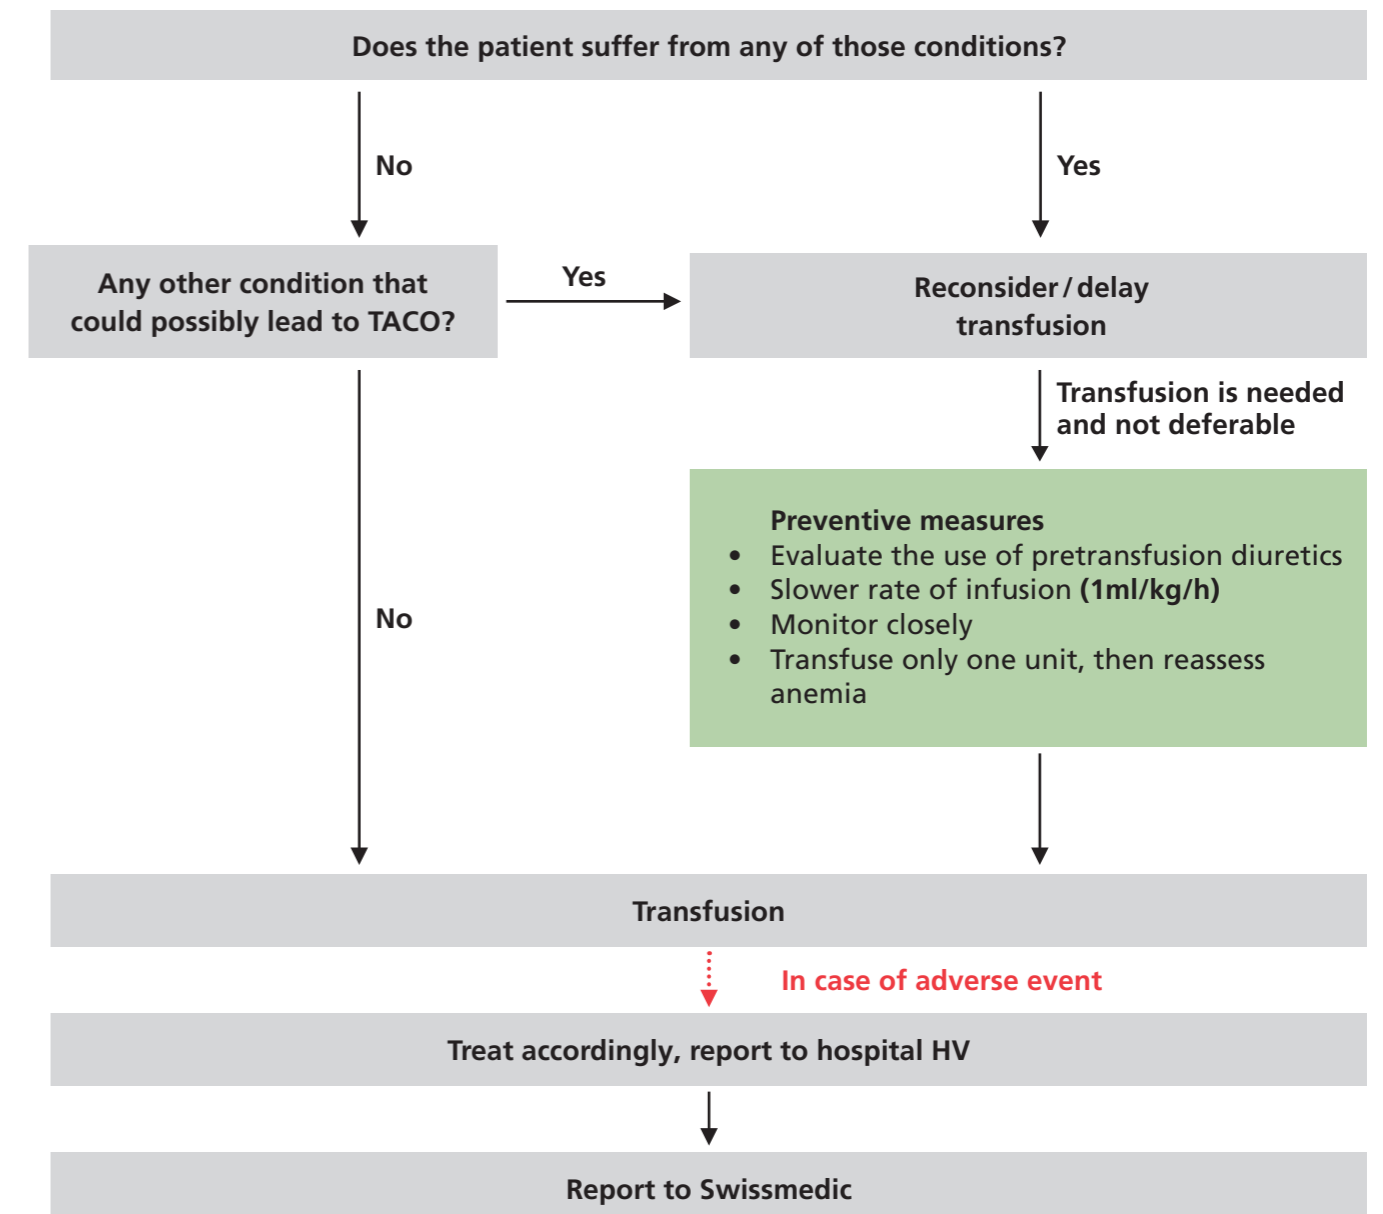 Does the patient suffer from any of those conditions?
No
Yes
Any other condition that
could possibly lead to TACO?
Yes
Reconsider / delay
transfusion
Transfusion is needed
and not deferable
Preventive measures
• Evaluate the use of pretransfusion diuretics
• Slower rate of infusion (1ml/kg/h)
• Monitor closely
• Transfuse only one unit, then reassess
anemia
No
Transfusion
In case of adverse event
Treat accordingly, report to hospital HV
Report to Swissmedic